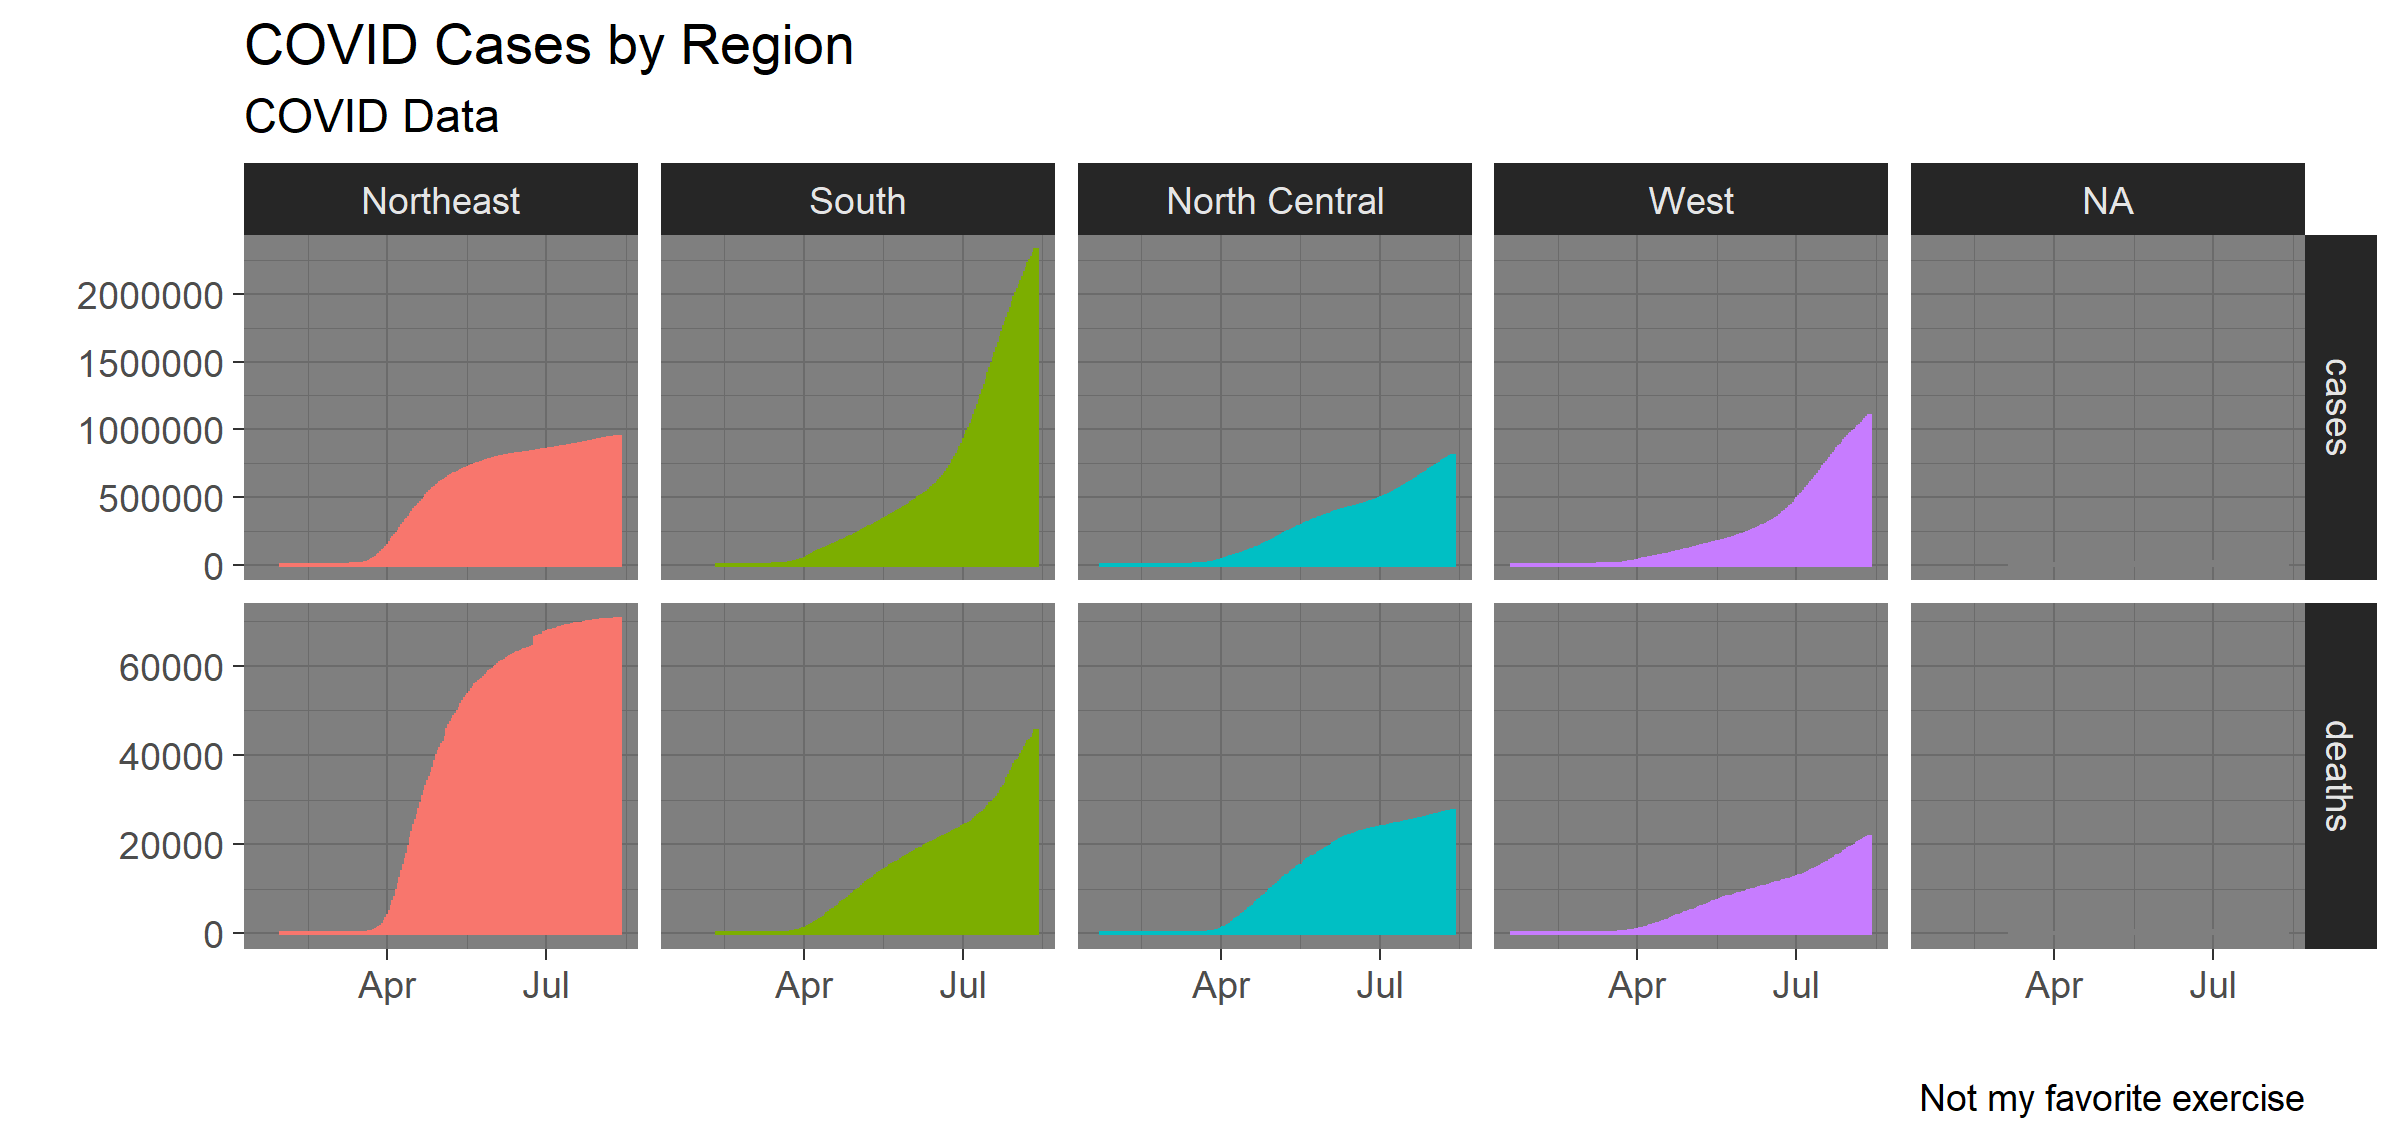 COVID Cases by Region
COVID Data
Northeast South North Central West NA
2000000
1500000
1000000
500000
0
cases
60000
40000
20000
0
deaths
Apr Jul Apr Jul Apr Jul Apr Jul Apr Jul
Not my favorite exercise